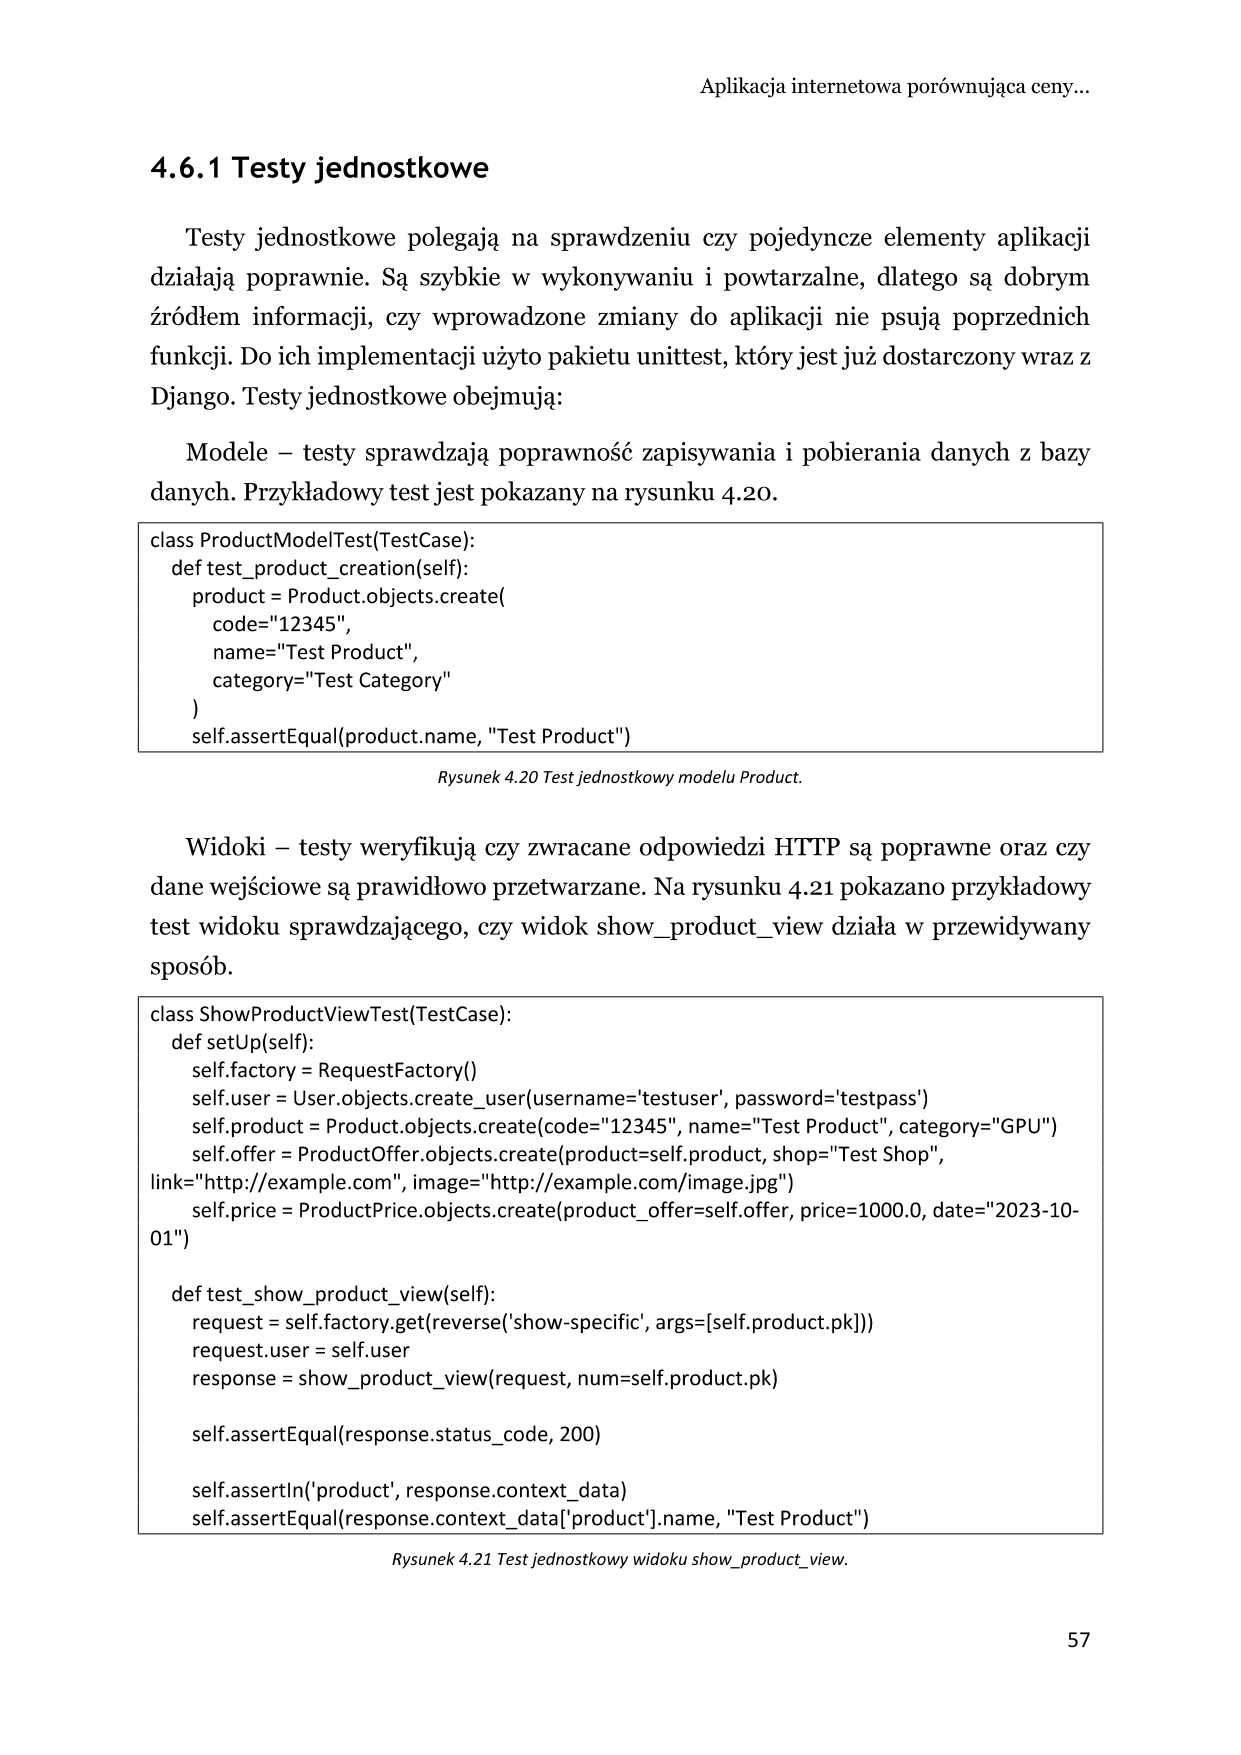 Aplikacja internetowa porównująca ceny...
4.6.1 Testy jednostkowe
Testy jednostkowe polegają na sprawdzeniu czy pojedyncze elementy aplikacji
działają poprawnie. Są szybkie w wykonywaniu i powtarzalne, dlatego są dobrym
źródłem informacji, czy wprowadzone zmiany do aplikacji nie psują poprzednich
funkcji. Do ich implementacji użyto pakietu unittest, który jest już dostarczony wraz z
Django. Testy jednostkowe obejmują:
Modele – testy sprawdzają poprawność zapisywania i pobierania danych z bazy
danych. Przykładowy test jest pokazany na rysunku 4.20.
class ProductModelTest(TestCase):
    def test_product_creation(self):
        product = Product.objects.create(
            code="12345",
            name="Test Product",
            category="Test Category"
        )
        self.assertEqual(product.name, "Test Product")
Rysunek 4.20 Test jednostkowy modelu Product.
Widoki – testy weryfikują czy zwracane odpowiedzi HTTP są poprawne oraz czy
dane wejściowe są prawidłowo przetwarzane. Na rysunku 4.21 pokazano przykładowy
test widoku sprawdzającego, czy widok show_product_view działa w przewidywany
sposób.
class ShowProductViewTest(TestCase):
    def setUp(self):
        self.factory = RequestFactory()
        self.user = User.objects.create_user(username='testuser', password='testpass')
        self.product = Product.objects.create(code="12345", name="Test Product", category="GPU")
        self.offer = ProductOffer.objects.create(product=self.product, shop="Test Shop",
link="http://example.com", image="http://example.com/image.jpg")
        self.price = ProductPrice.objects.create(product_offer=self.offer, price=1000.0, date="2023-10-
01")
    def test_show_product_view(self):
        request = self.factory.get(reverse('show-specific', args=[self.product.pk]))
        request.user = self.user
        response = show_product_view(request, num=self.product.pk)
        self.assertEqual(response.status_code, 200)
        self.assertIn('product', response.context_data)
        self.assertEqual(response.context_data['product'].name, "Test Product")
Rysunek 4.21 Test jednostkowy widoku show_product_view.
57